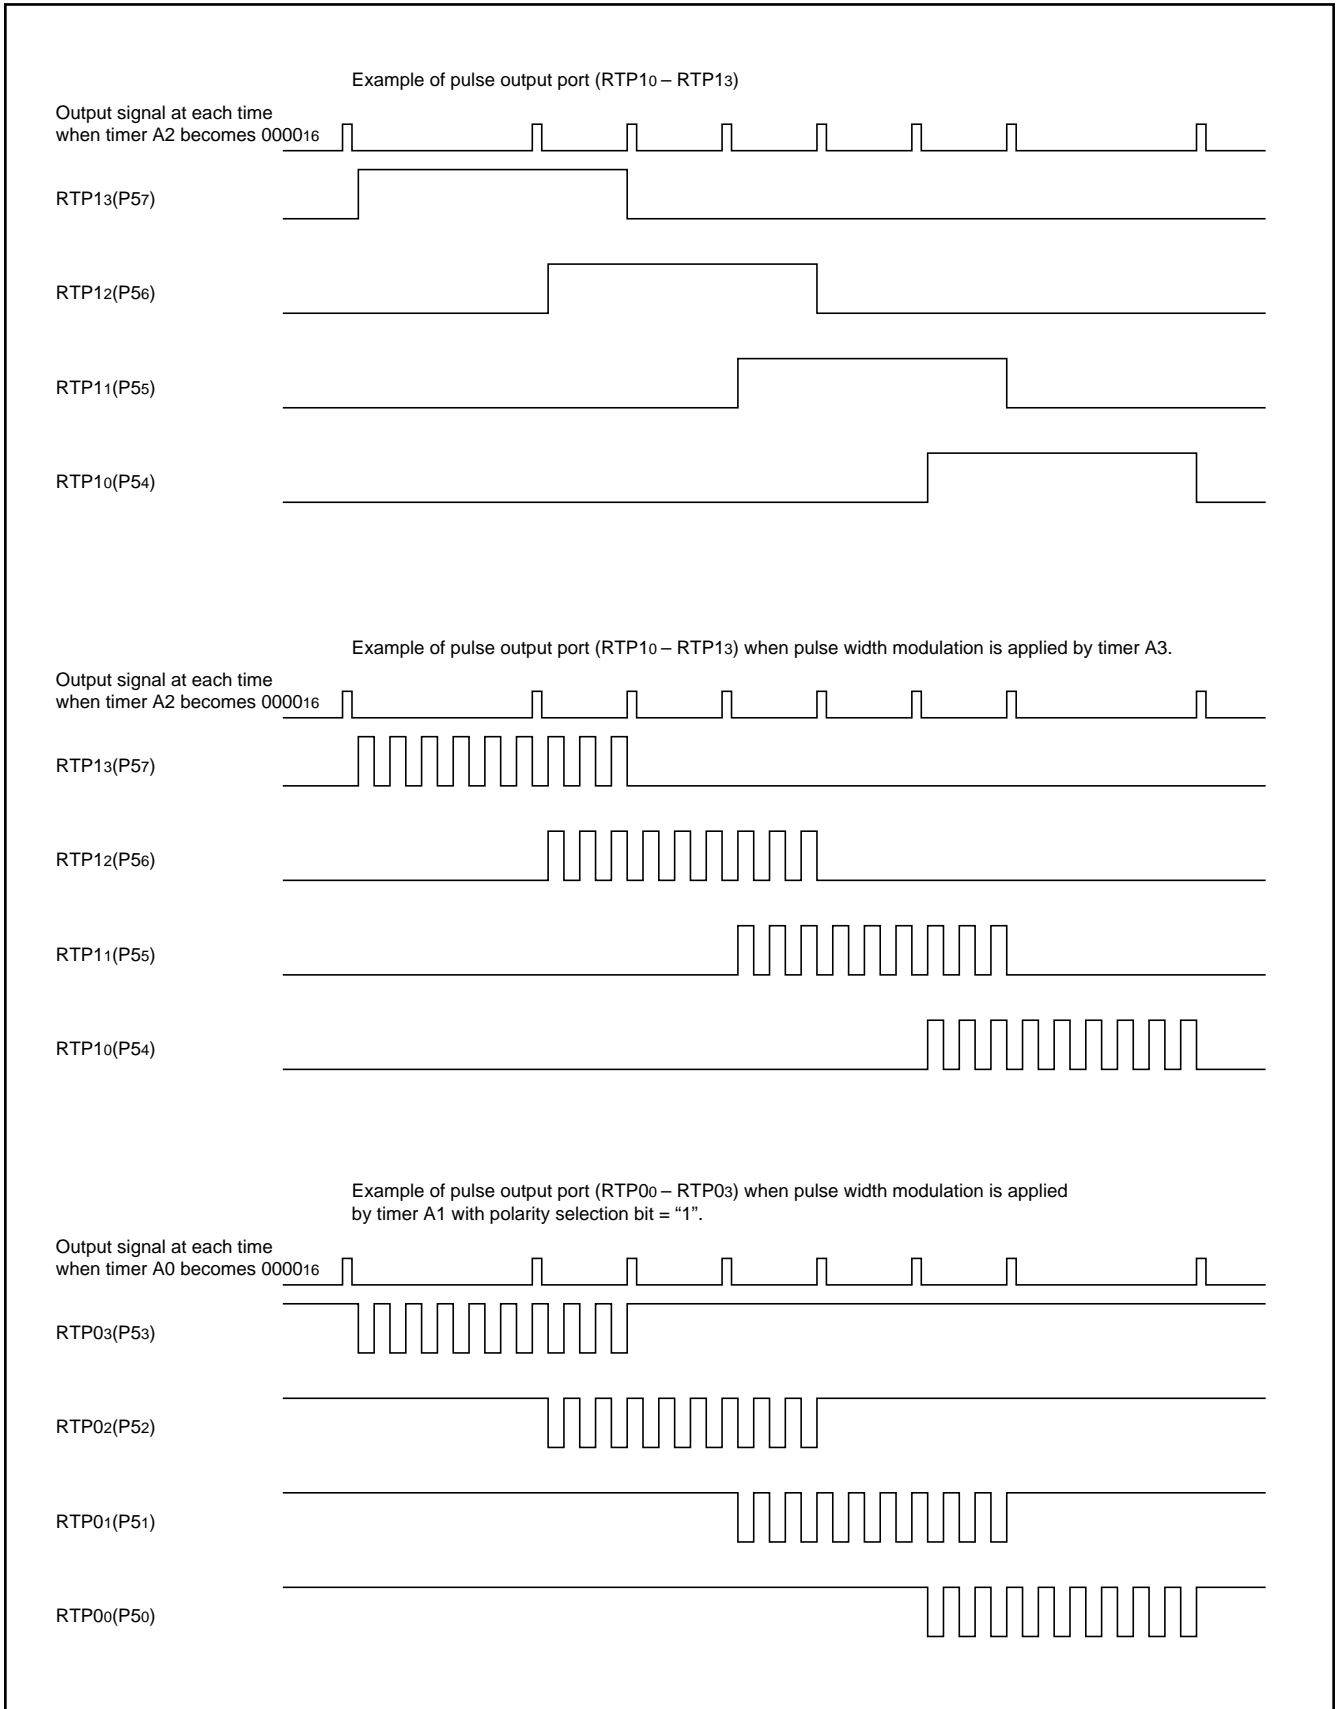 Example of pulse output port (RTP10 – RTP13)
Output signal at each time
when timer A2 becomes 000016
RTP13(P57)
RTP12(P56)
RTP11(P55)
RTP10(P54)
Example of pulse output port (RTP10 – RTP13) when pulse width modulation is applied by timer A3.
Output signal at each time
when timer A2 becomes 000016
RTP13(P57)
RTP12(P56)
RTP11(P55)
RTP10(P54)
Example of pulse output port (RTP00 – RTP03) when pulse width modulation is applied
by timer A1 with polarity selection bit = “1”.
Output signal at each time
when timer A0 becomes 000016
RTP03(P53)
RTP02(P52)
RTP01(P51)
RTP00(P50)